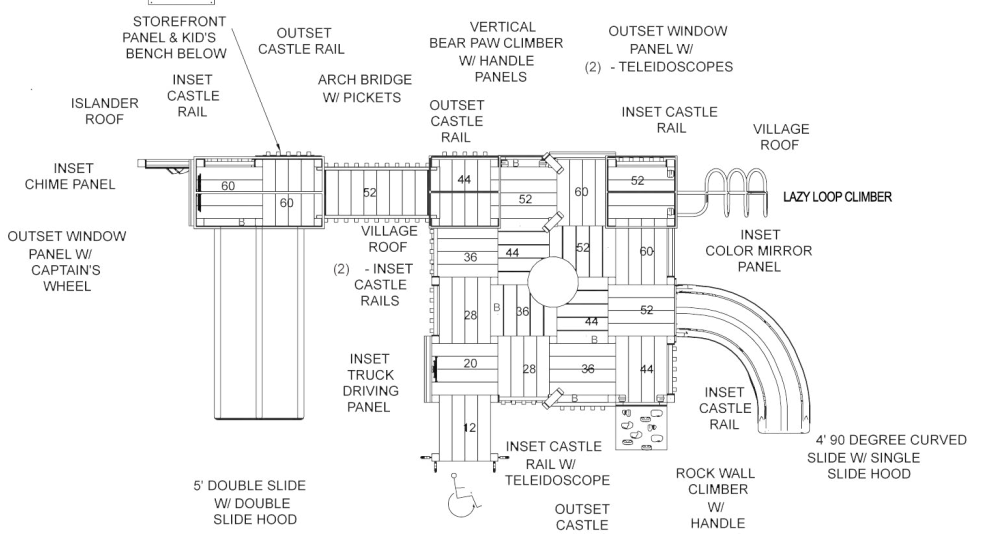 STOREFRONT
PANEL & KID'S
BENCH BELOW
OUTSET
CASTLE RAIL
VERTICAL
BEAR PAW CLIMBER
W/ HANDLE
PANELS
OUTSET WINDOW
PANEL W/
(2) - TELEIDOSCOPES
INSET
CASTLE
RAIL
ARCH BRIDGE
W/ PICKETS
ISLANDER
ROOF
OUTSET
CASTLE
RAIL
INSET CASTLE
RAIL
VILLAGE
ROOF
INSET
CHIME PANEL
60
60
B
52
44
B
52
60
52
LAZY LOOP CLIMBER
OUTSET WINDOW
PANEL W/
CAPTAIN'S
WHEEL
VILLAGE
ROOF
(2) - INSET
CASTLE
RAILS
INSET
COLOR MIRROR
PANEL
36
44
52
60
28
B
36
44
52
B
INSET
TRUCK
DRIVING
PANEL
20
28
36
44
B
12
INSET
CASTLE
RAIL
4' 90 DEGREE CURVED
SLIDE W/ SINGLE
SLIDE HOOD
INSET CASTLE
RAIL W/
TELEIDOSCOPE
ROCK WALL
CLIMBER
W/
HANDLE
5' DOUBLE SLIDE
W/ DOUBLE
SLIDE HOOD
OUTSET
CASTLE